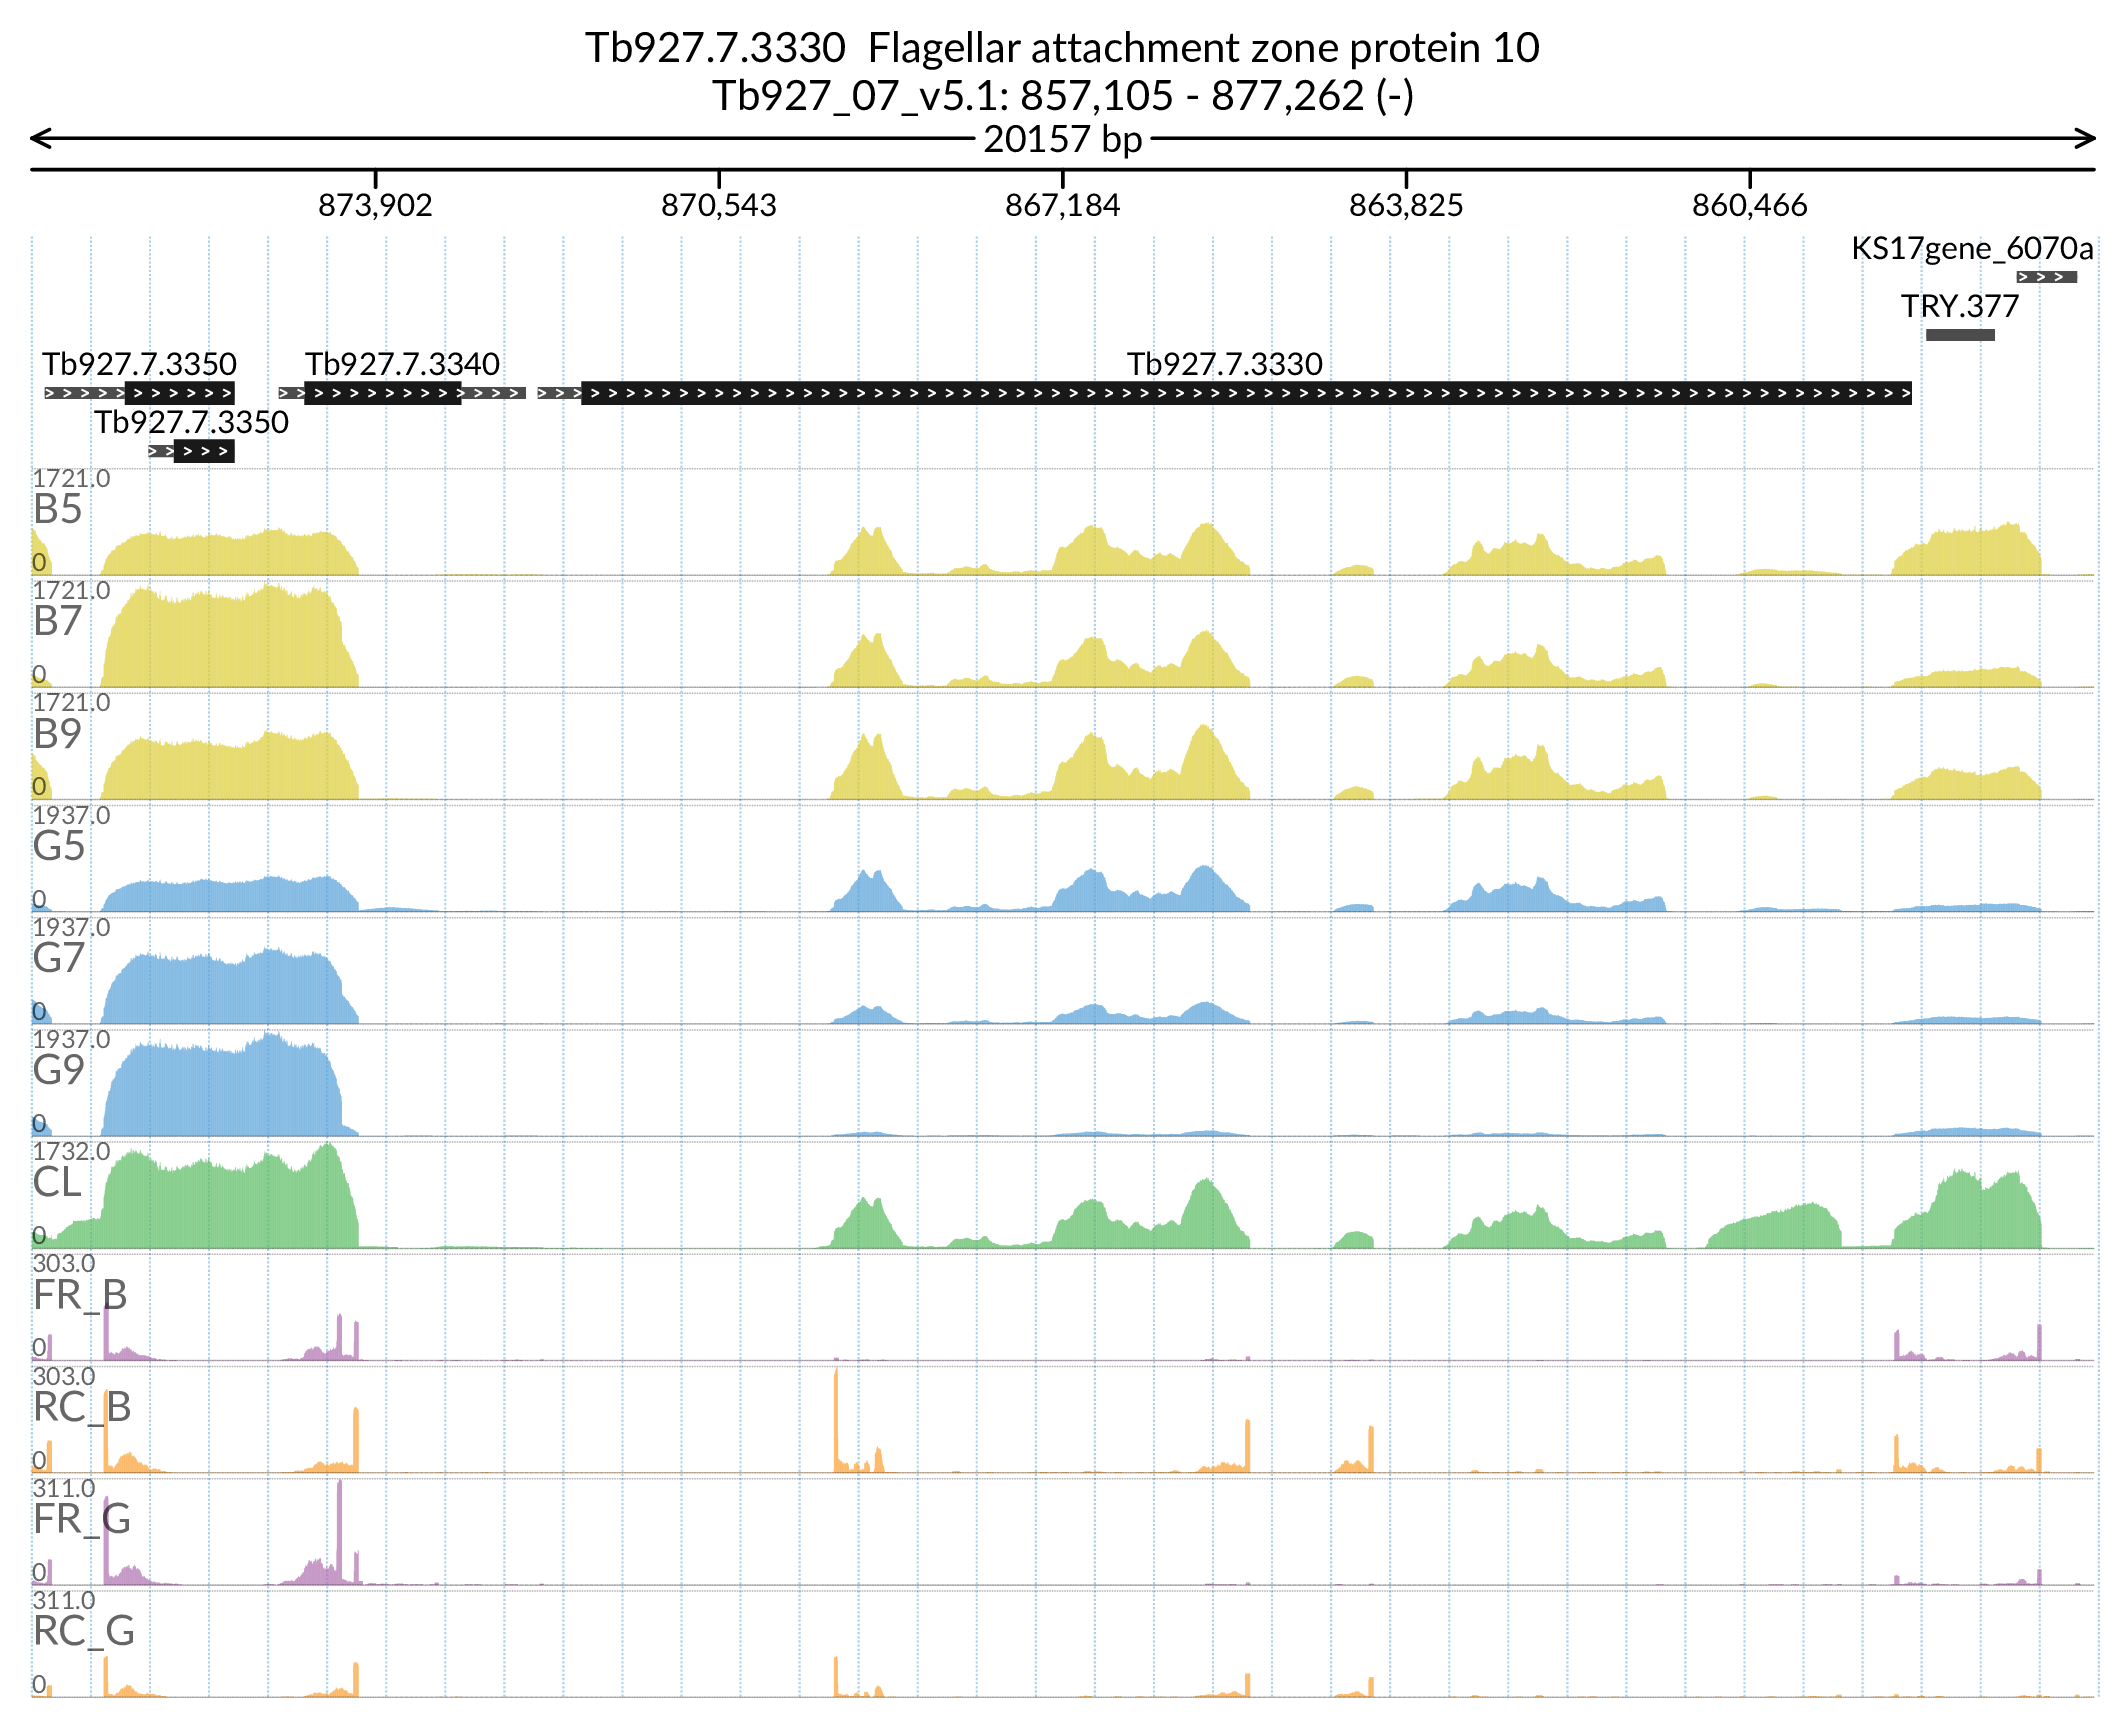 Tb927.7.3330  Flagellar attachment zone protein 10
Tb927_07_v5.1: 857,105 - 877,262 (-)
20157 bp
873,902 870,543 867,184 863,825 860,466
KS17gene_6070a
TRY.377
Tb927.7.3350 Tb927.7.3340 Tb927.7.3330
Tb927.7.3350
1721.0
B5
0
1721.0
B7
0
1721.0
B9
0
1937.0
G5
0
1937.0
G7
0
1937.0
G9
0
1732.0
CL
0
303.0
FR_B
0
303.0
RC_B
0
311.0
FR_G
0
311.0
RC_G
0